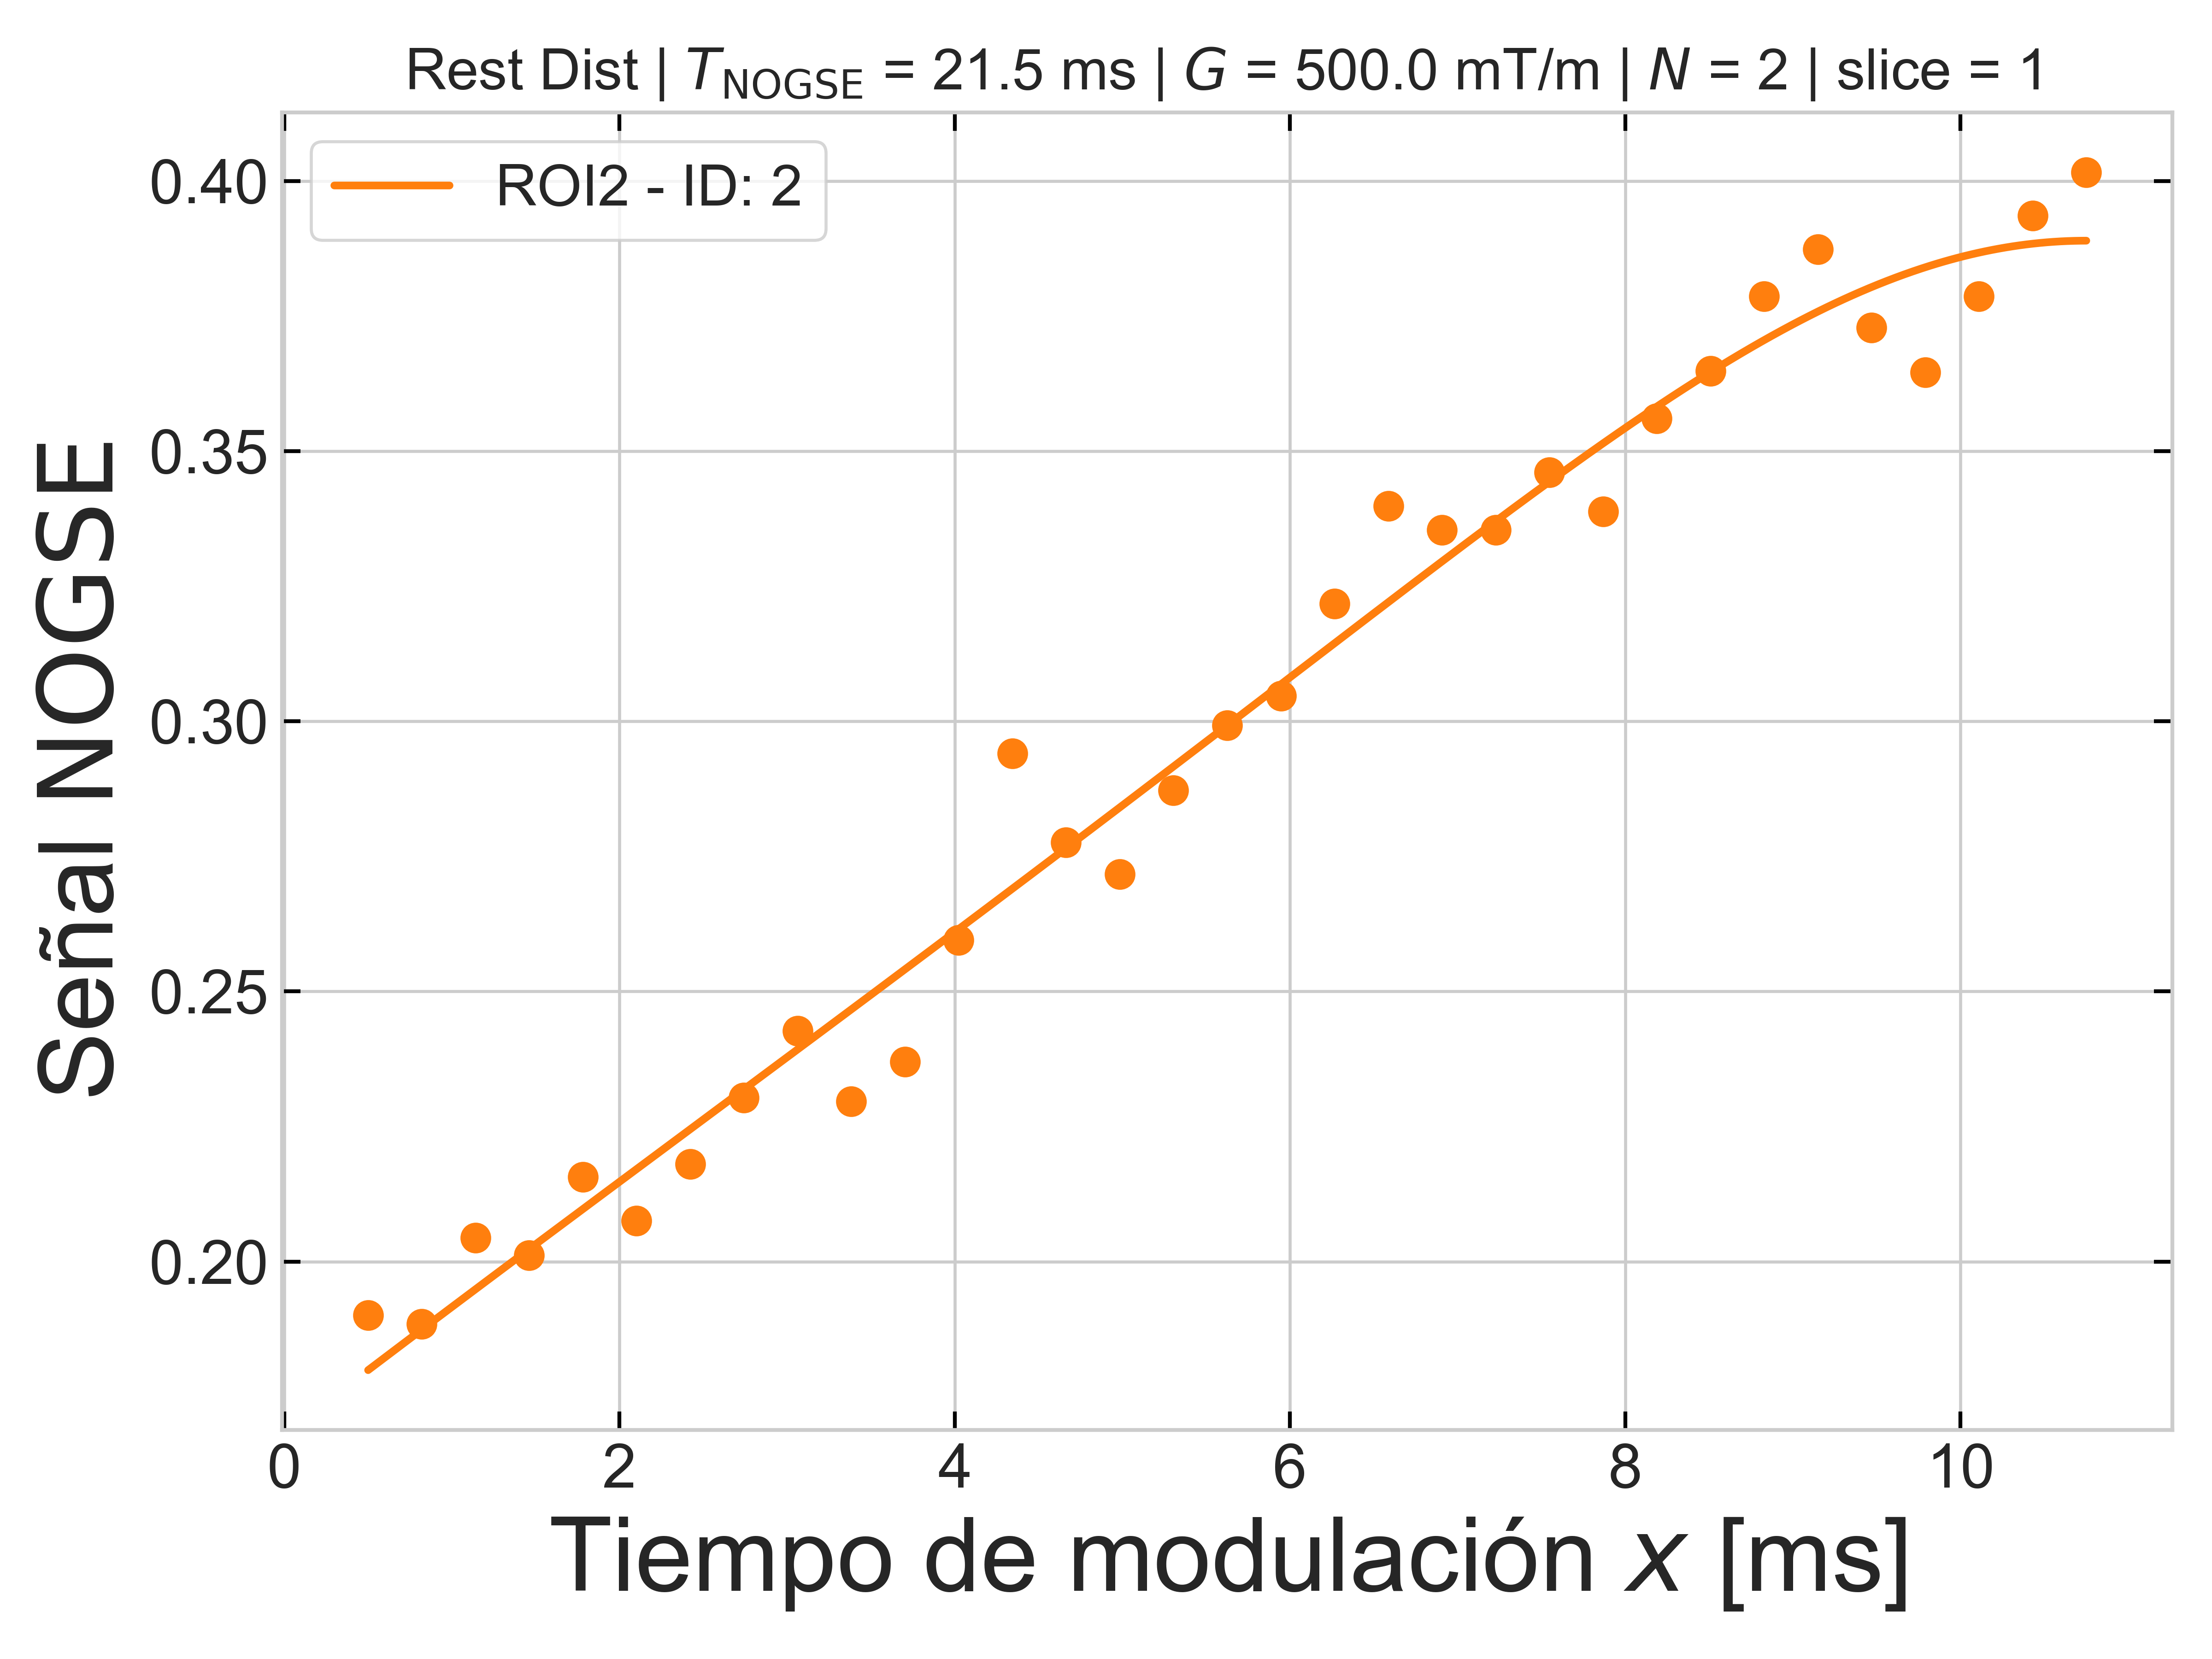 Rest Dist | T_NOGSE = 21.5 ms | G = 500.0 mT/m | N = 2 | slice = 1
ROI2 - ID: 2
0.40
0.35
0.30
0.25
0.20
Señal NOGSE
0 2 4 6 8 10
Tiempo de modulación x [ms]